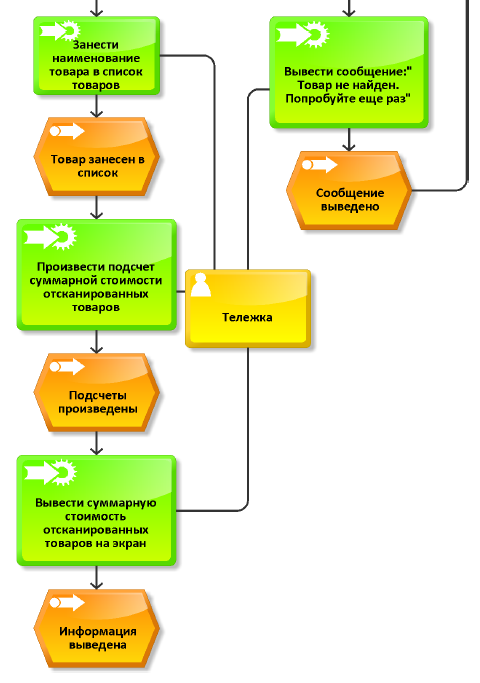 Занести
наименование
товара в список
товаров
Вывести сообщение:"
Товар не найден.
Попробуйте еще раз"
Товар занесен в
список
Сообщение
выведено
Произвести подсчет
суммарной стоимости
отсканированных
товаров
Тележка
Подсчеты
произведены
Вывести суммарную
стоимость
отсканированных
товаров на экран
Информация
выведена